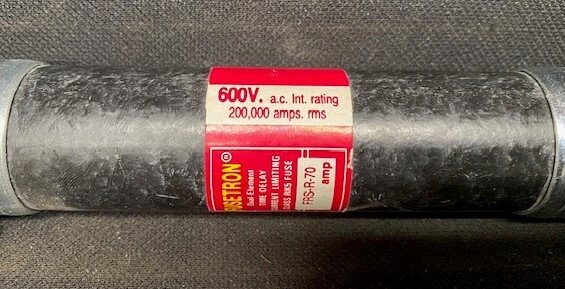 600V. a.c. Int. rating
200,000 amps. rms
FUSETRON®
Dual-Element
TIME DELAY
CURRENT LIMITING
CLASS RK5 FUSE
FRS-R-70
amp